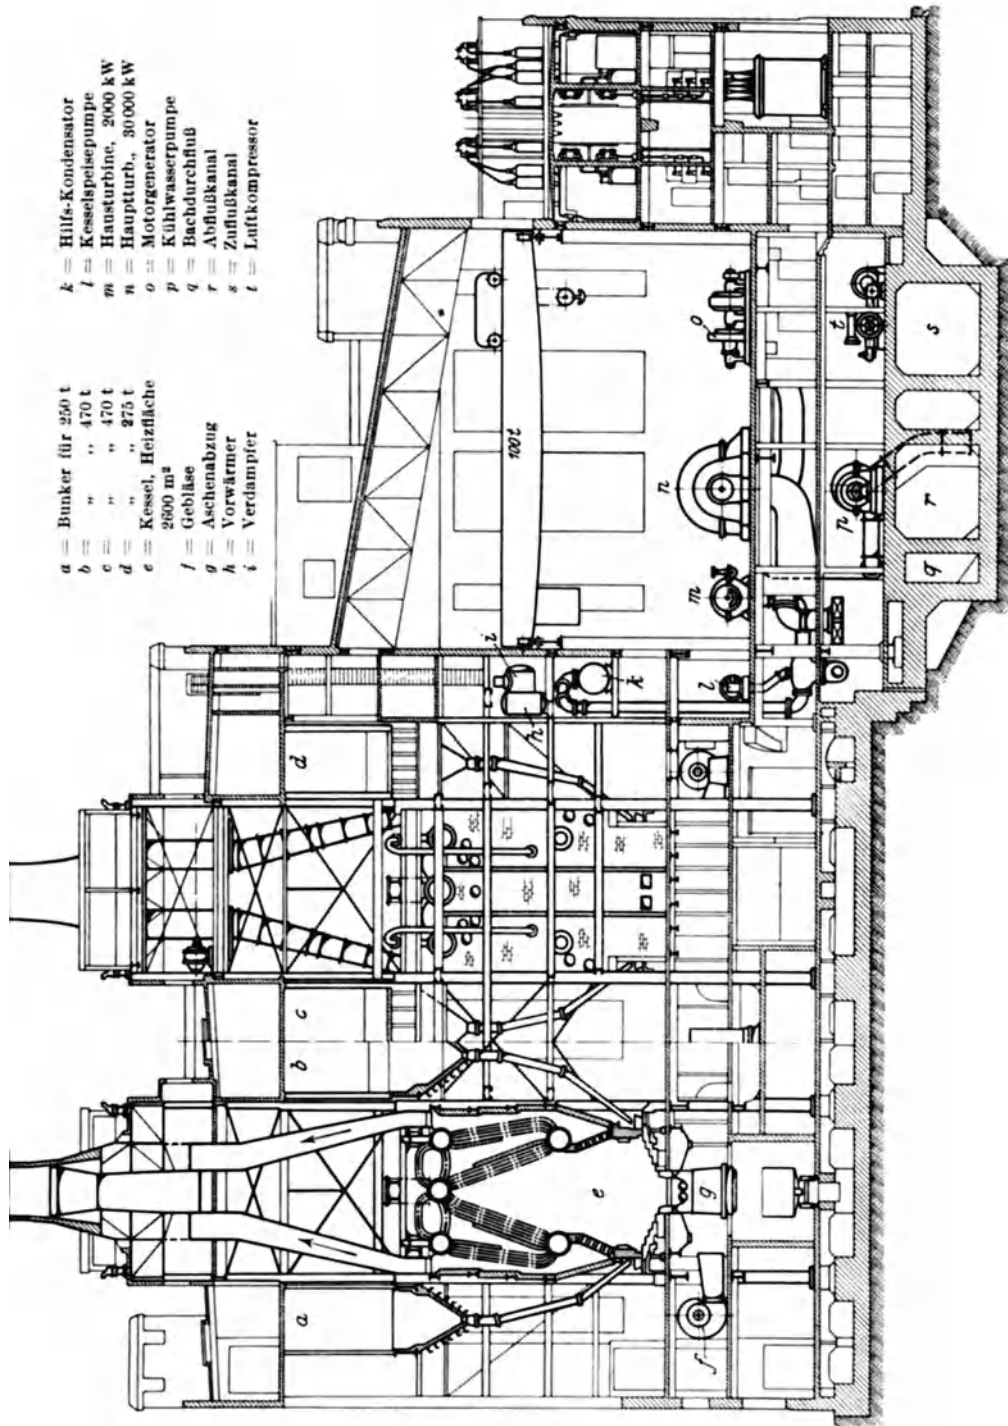 a = Bunker für 250 t
b = „ „ 470 t
c = „ „ 470 t
d = „ „ 275 t
e = Kessel, Heizfläche
2600 m²
f = Gebläse
g = Aschenabzug
h = Vorwärmer
i = Verdampfer
k = Hilfs-Kondensator
l = Kesselspeisepumpe
m = Hausturbine, 2000 kW
n = Hauptturb., 30000 kW
o = Motorgenerator
p = Kühlwasserpumpe
q = Bachdurchfluß
r = Abflußkanal
s = Zuflußkanal
t = Luftkompressor
a
b
c
d
i
h
k
100t
e
f
g
l
m
n
o
p
q
r
s
t